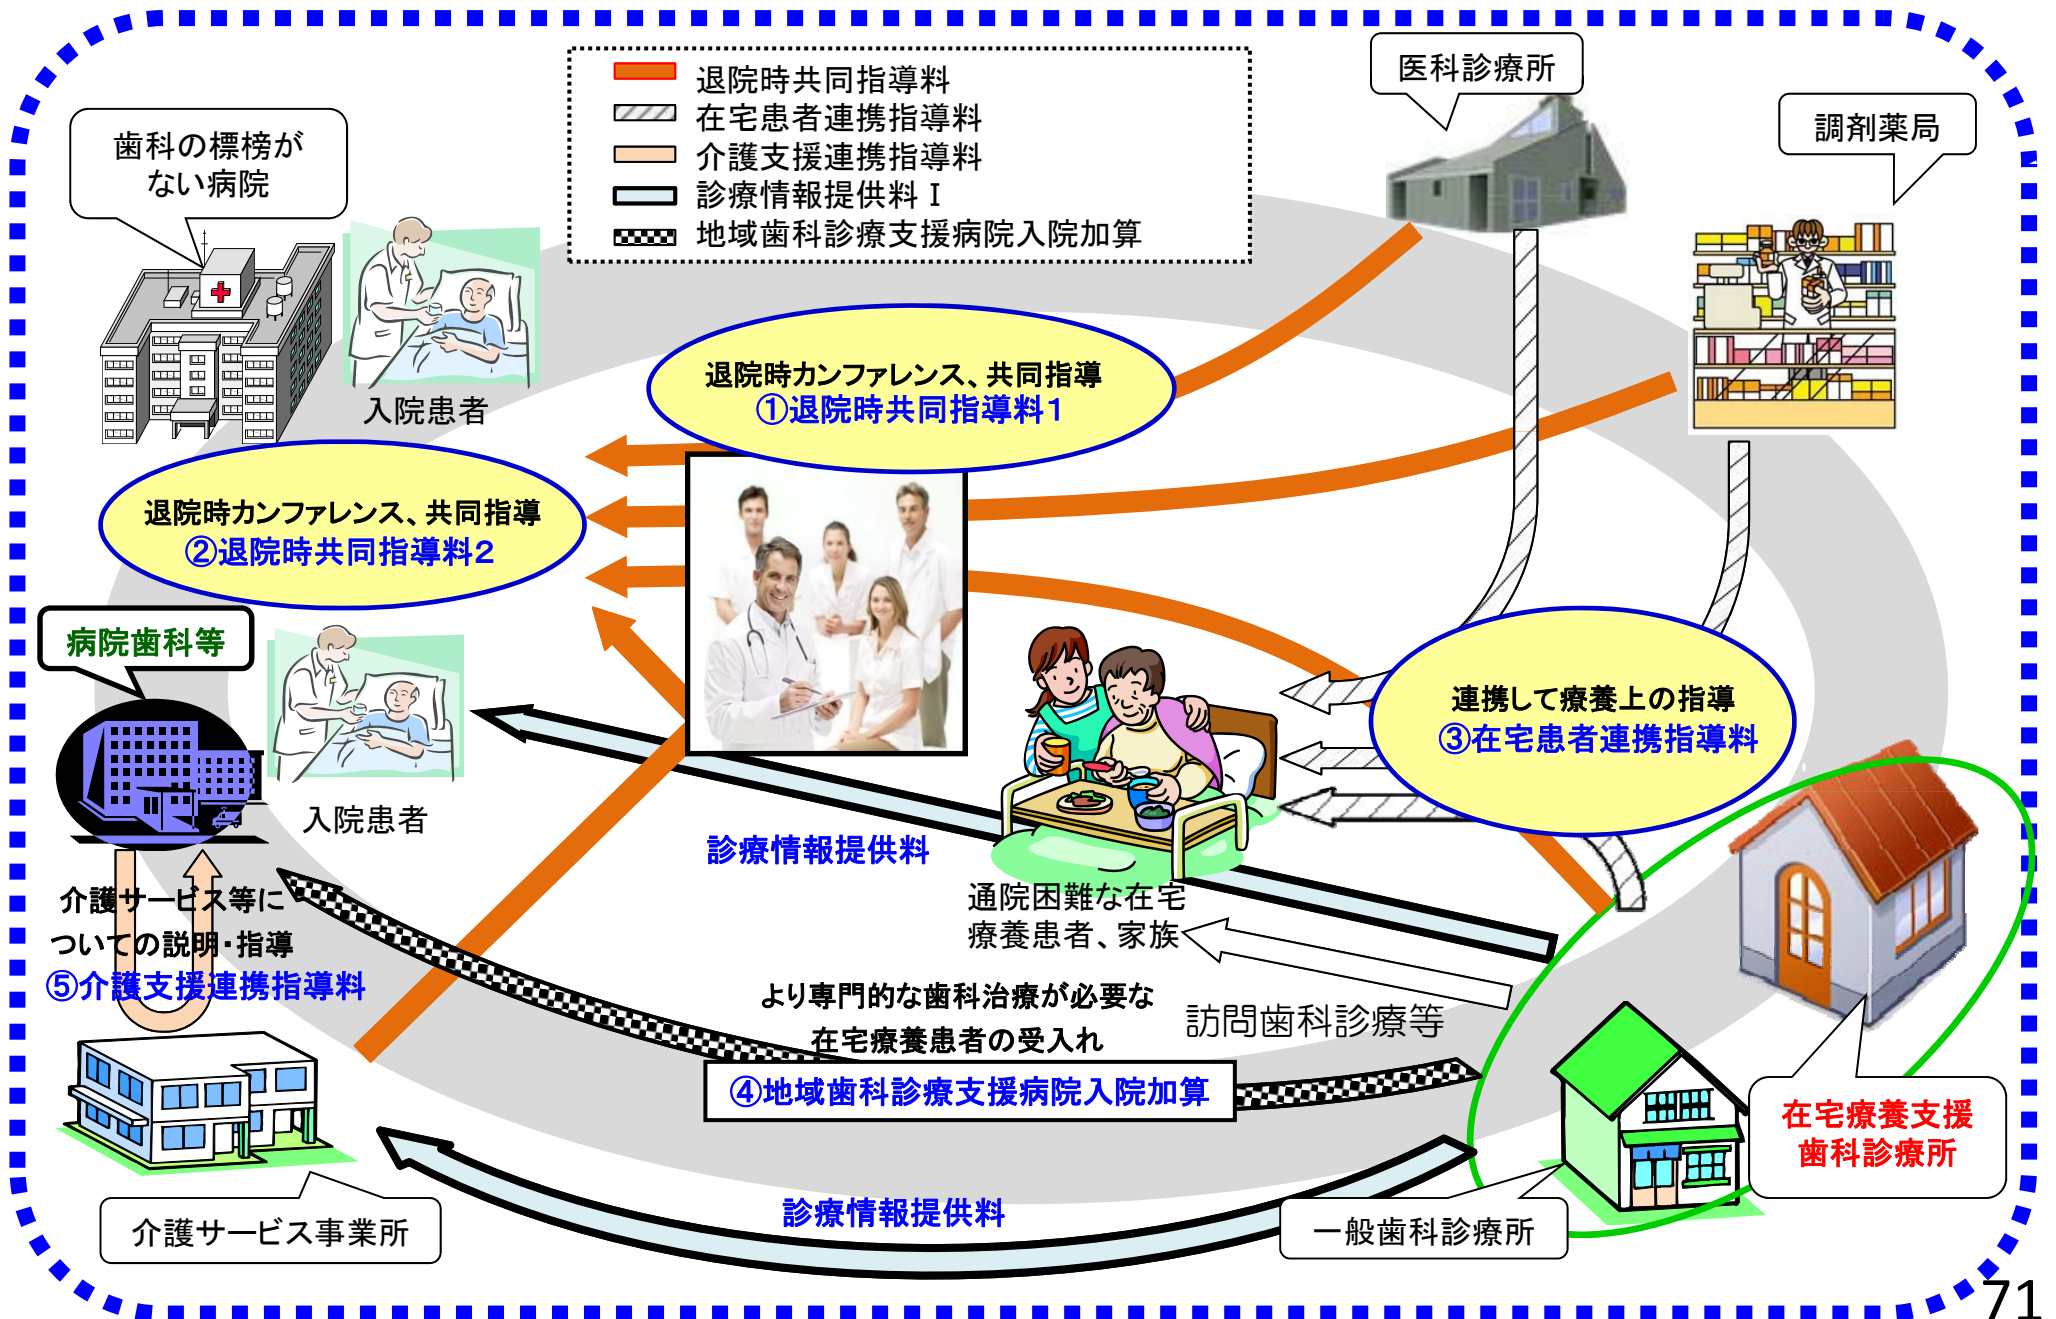 退院時共同指導料
在宅患者連携指導料
介護支援連携指導料
診療情報提供料Ⅰ
地域歯科診療支援病院入院加算
医科診療所
調剤薬局
歯科の標榜が
ない病院
入院患者
退院時カンファレンス、共同指導
①退院時共同指導料1
退院時カンファレンス、共同指導
②退院時共同指導料2
病院歯科等
入院患者
連携して療養上の指導
③在宅患者連携指導料
診療情報提供料
通院困難な在宅
療養患者、家族
介護サービス等に
ついての説明・指導
⑤介護支援連携指導料
より専門的な歯科治療が必要な
在宅療養患者の受入れ
④地域歯科診療支援病院入院加算
訪問歯科診療等
在宅療養支援
歯科診療所
診療情報提供料
介護サービス事業所
一般歯科診療所
71